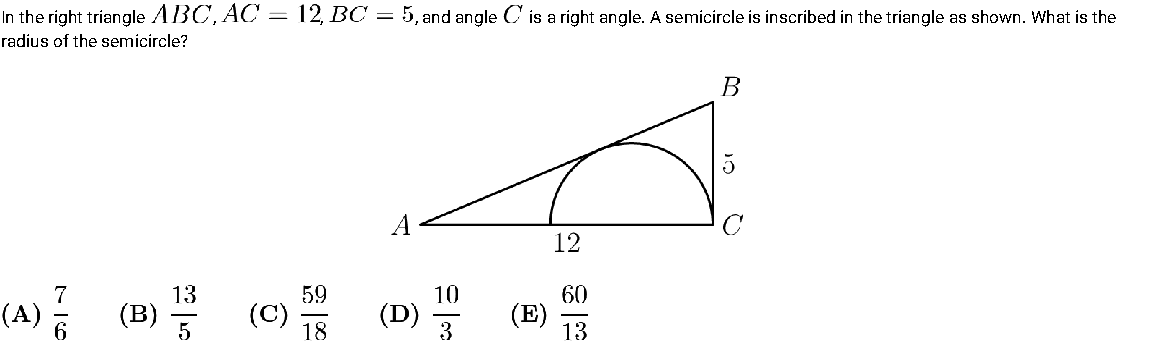 In the right triangle ABC, AC = 12, BC = 5, and angle C is a right angle. A semicircle is inscribed in the triangle as shown. What is the
radius of the semicircle?
B
5
A
C
12
(A) 7/6 (B) 13/5 (C) 59/18 (D) 10/3 (E) 60/13